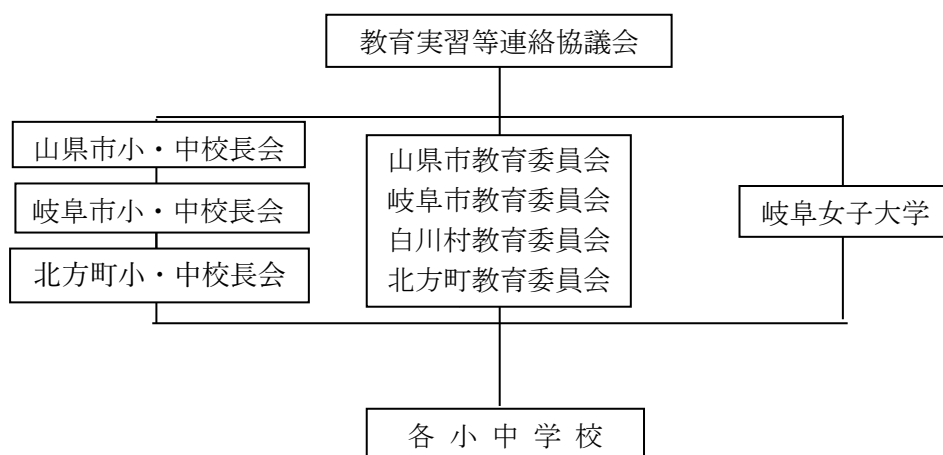 教育実習等連絡協議会
山県市小・中校長会
岐阜市小・中校長会
北方町小・中校長会
山県市教育委員会
岐阜市教育委員会
白川村教育委員会
北方町教育委員会
岐阜女子大学
各 小 中 学 校